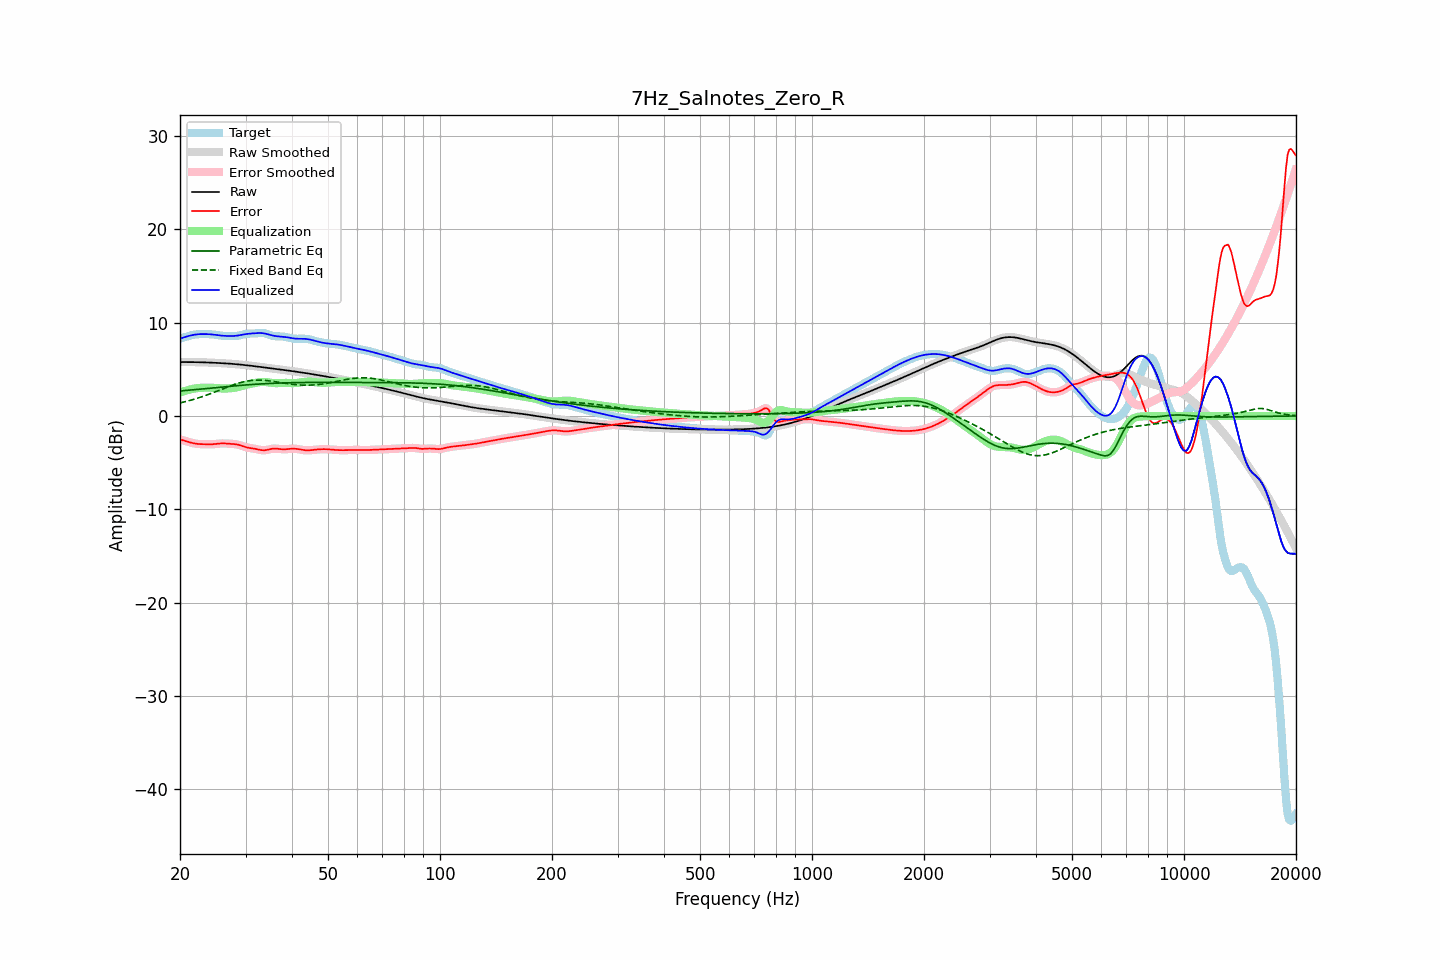 7Hz_Salnotes_Zero_R
Target
Raw Smoothed
Error Smoothed
Raw
Error
Equalization
Parametric Eq
Fixed Band Eq
Equalized
30
20
10
0
−10
−20
−30
−40
Amplitude (dBr)
20
50
100
200
500
1000
2000
5000
10000
20000
Frequency (Hz)